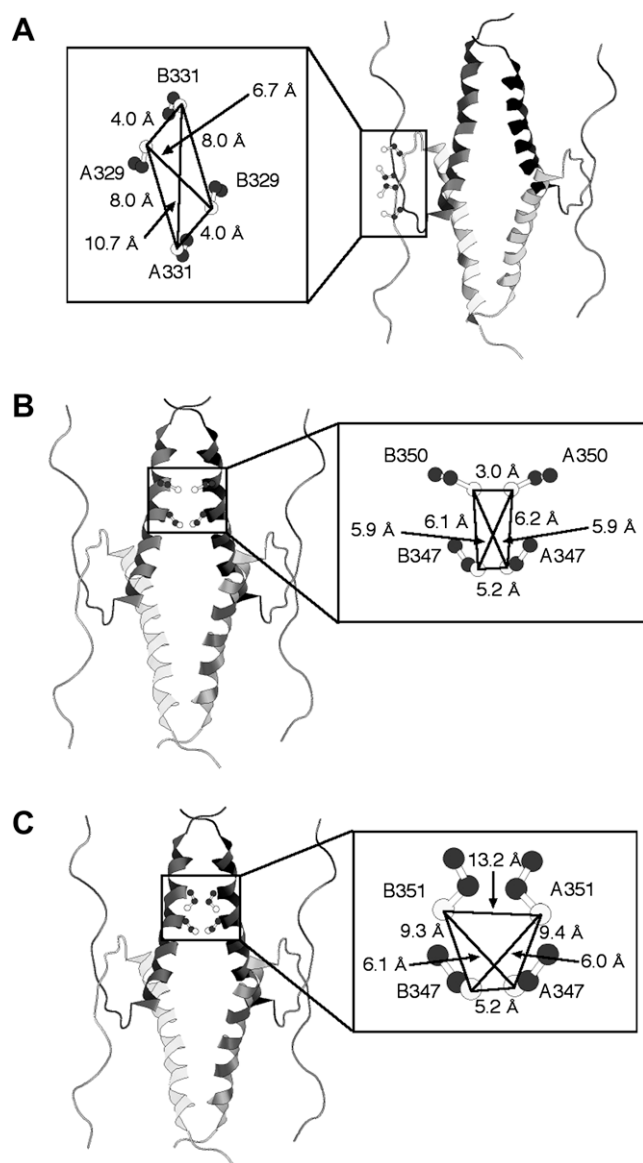 A
B331
6.7 Å
4.0 Å
8.0 Å
A329
B329
8.0 Å
10.7 Å
4.0 Å
A331
B
B350
A350
3.0 Å
6.1 Å
6.2 Å
5.9 Å
5.9 Å
B347
A347
5.2 Å
C
13.2 Å
B351
A351
9.3 Å
9.4 Å
6.1 Å
6.0 Å
B347
A347
5.2 Å